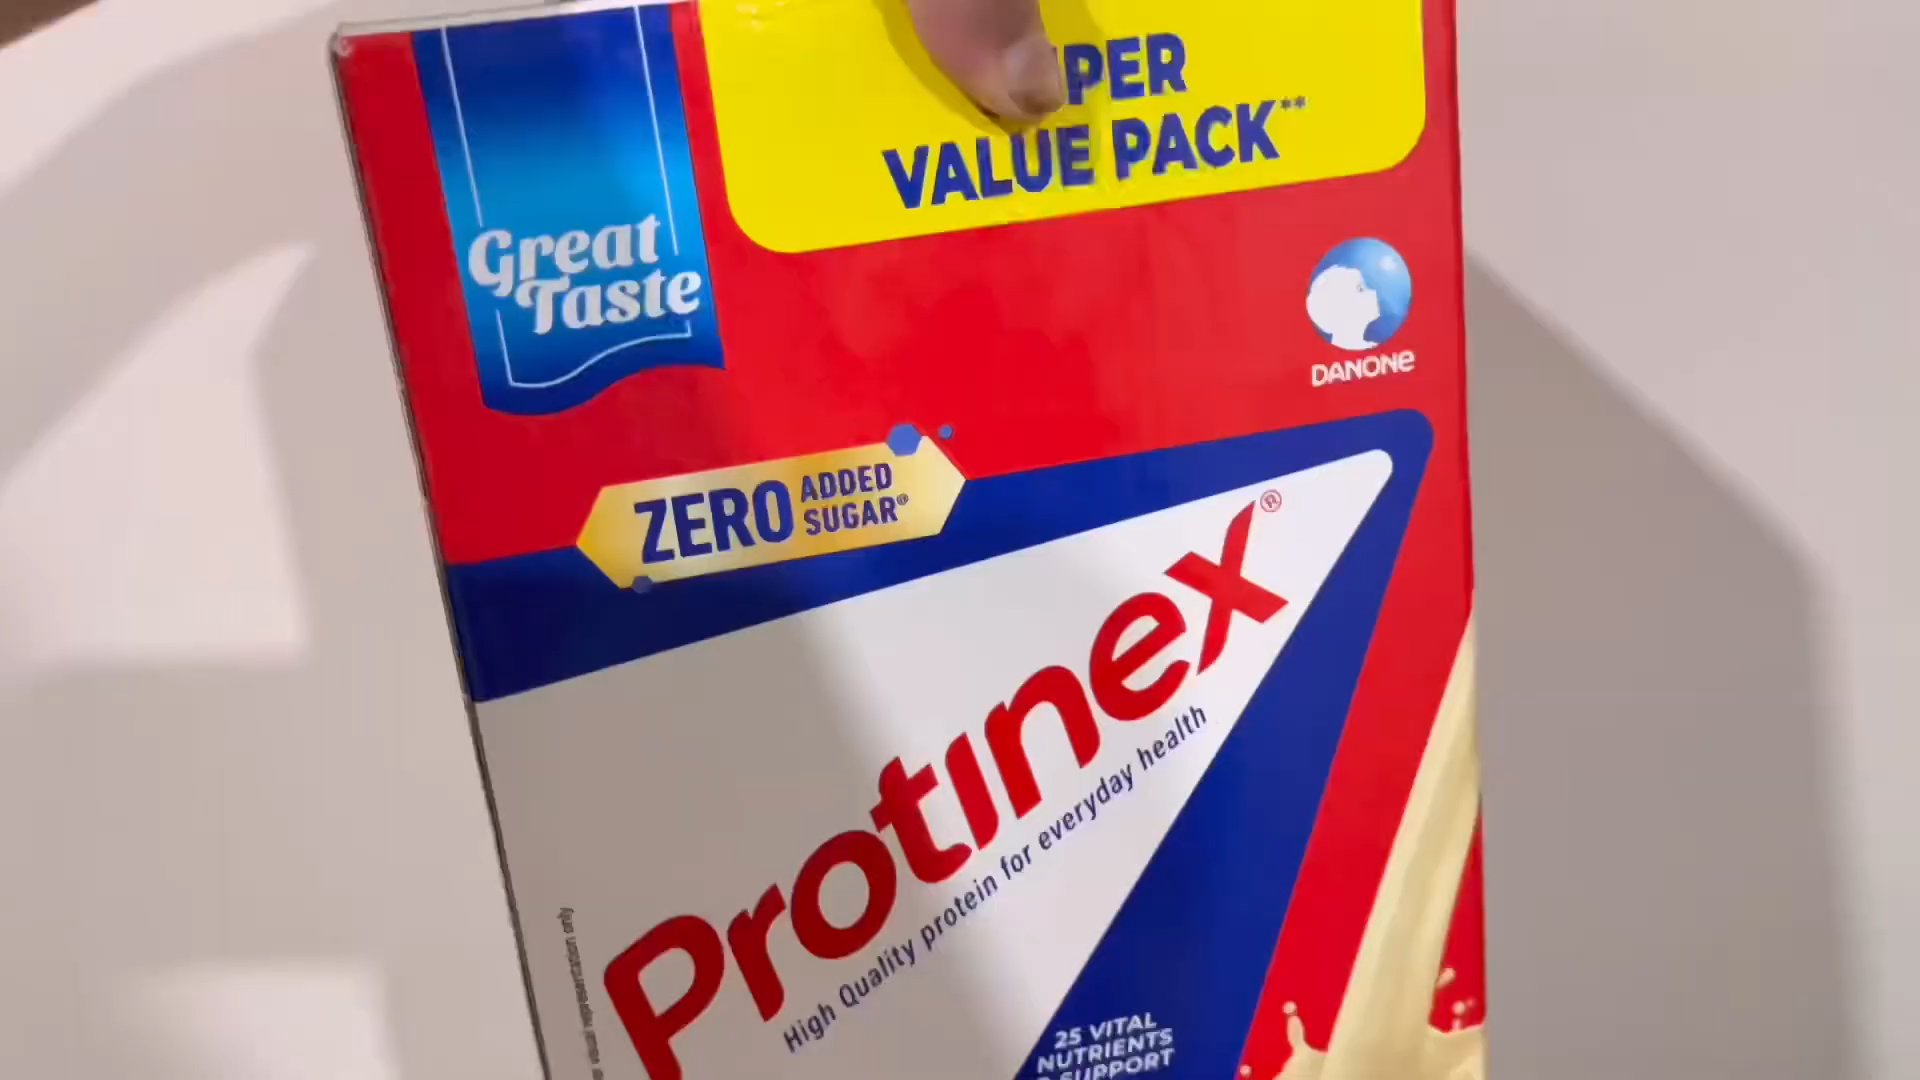 Great
Taste
PER
VALUE PACK**
DANONE
ZERO ADDED
SUGAR@
Protinex®
High Quality protein for everyday health
25 VITAL
NUTRIENTS
SUPPORT